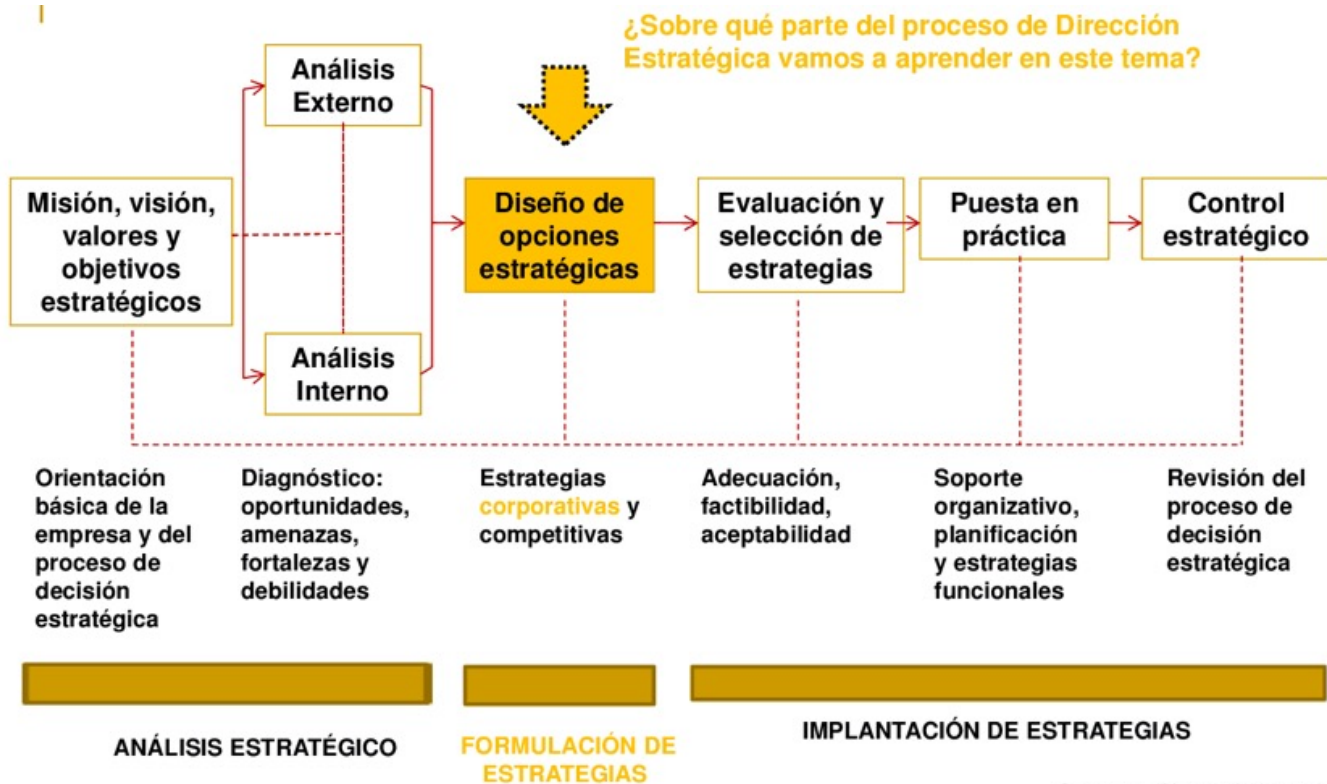 ¿Sobre qué parte del proceso de Dirección
Estratégica vamos a aprender en este tema?
Análisis
Externo
Misión, visión,
valores y
objetivos
estratégicos
Análisis
Interno
Diseño de
opciones
estratégicas
Evaluación y
selección de
estrategias
Puesta en
práctica
Control
estratégico
Orientación
básica de la
empresa y del
proceso de
decisión
estratégica
Diagnóstico:
oportunidades,
amenazas,
fortalezas y
debilidades
Estrategias
corporativas y
competitivas
Adecuación,
factibilidad,
aceptabilidad
Soporte
organizativo,
planificación
y estrategias
funcionales
Revisión del
proceso de
decisión
estratégica
ANÁLISIS ESTRATÉGICO
FORMULACIÓN DE
ESTRATEGIAS
IMPLANTACIÓN DE ESTRATEGIAS